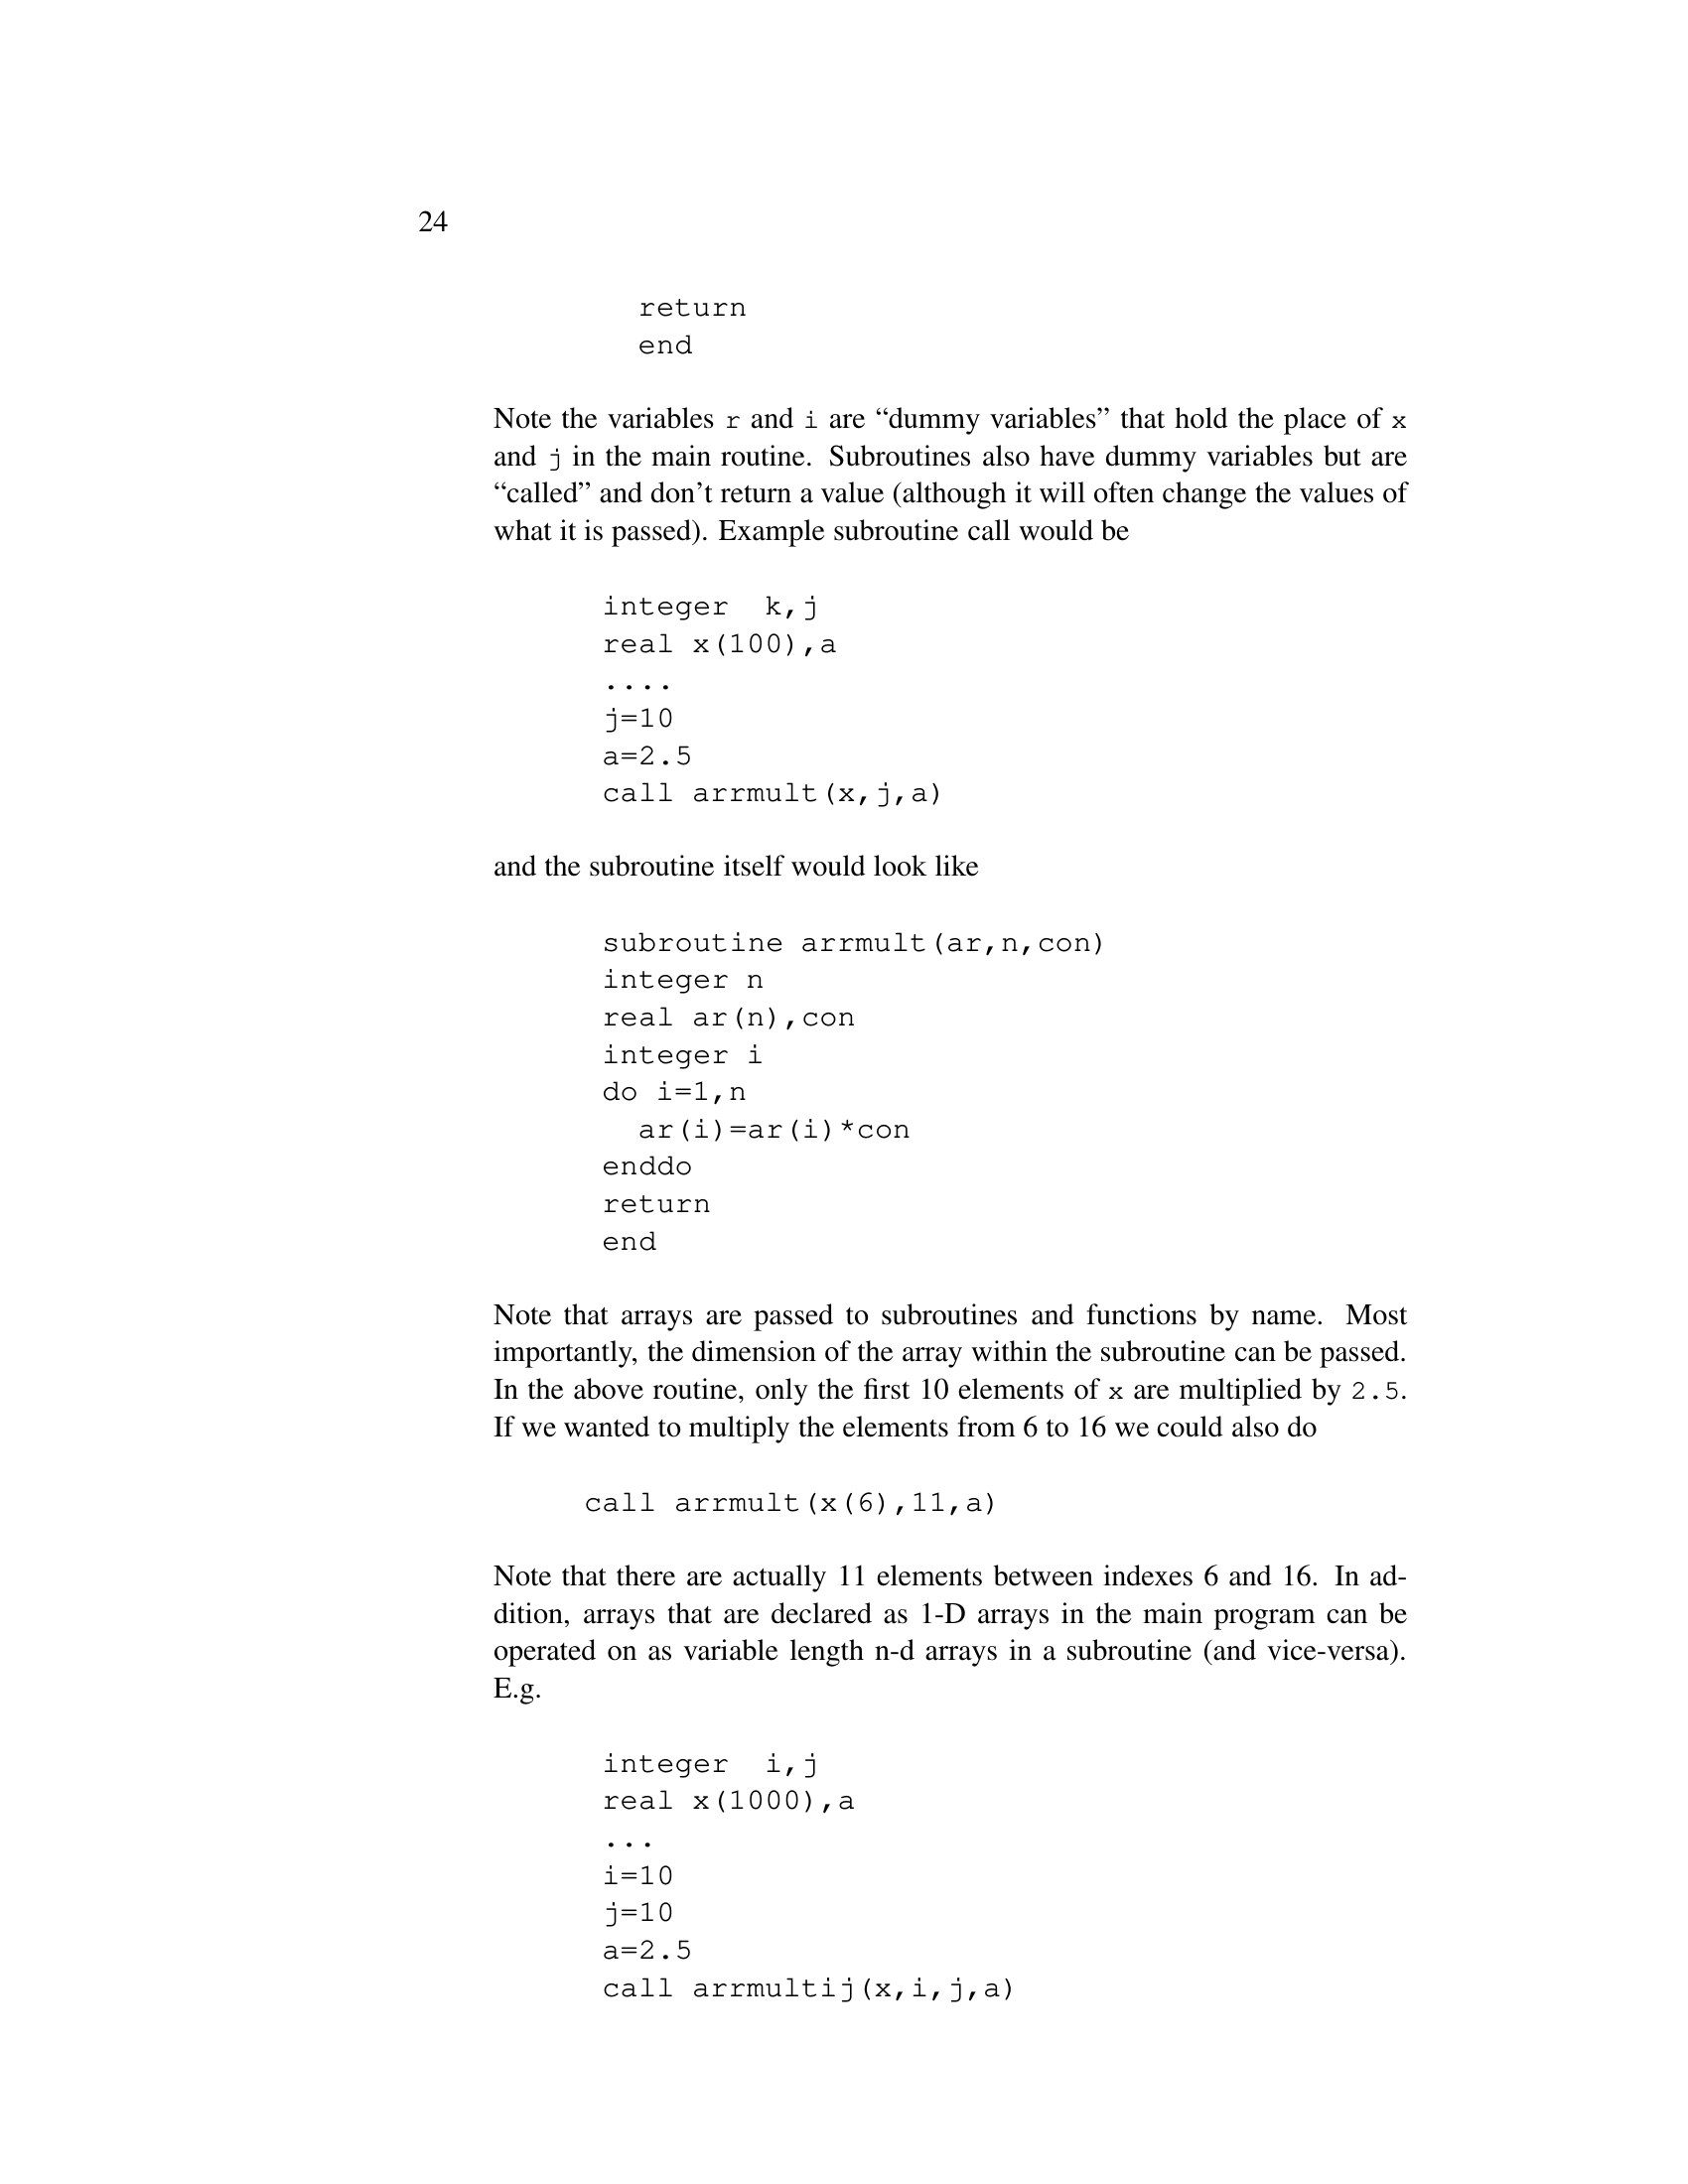 24
return
end
Note the variables r and i are “dummy variables” that hold the place of x
and j in the main routine. Subroutines also have dummy variables but are
“called” and don’t return a value (although it will often change the values of
what it is passed). Example subroutine call would be
integer  k,j
real x(100),a
....
j=10
a=2.5
call arrmult(x,j,a)
and the subroutine itself would look like
subroutine arrmult(ar,n,con)
integer n
real ar(n),con
integer i
do i=1,n
  ar(i)=ar(i)*con
enddo
return
end
Note that arrays are passed to subroutines and functions by name. Most
importantly, the dimension of the array within the subroutine can be passed.
In the above routine, only the first 10 elements of x are multiplied by 2.5.
If we wanted to multiply the elements from 6 to 16 we could also do
call arrmult(x(6),11,a)
Note that there are actually 11 elements between indexes 6 and 16. In ad-
dition, arrays that are declared as 1-D arrays in the main program can be
operated on as variable length n-d arrays in a subroutine (and vice-versa).
E.g.
integer  i,j
real x(1000),a
...
i=10
j=10
a=2.5
call arrmultij(x,i,j,a)